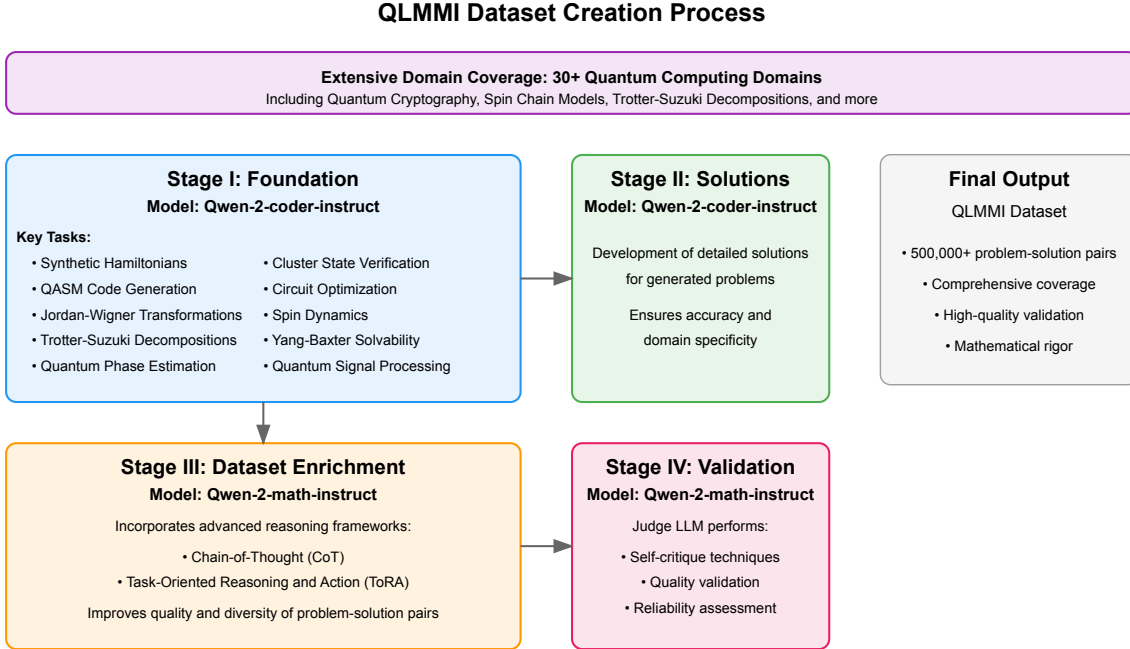 QLMMI Dataset Creation Process
Extensive Domain Coverage: 30+ Quantum Computing Domains
Including Quantum Cryptography, Spin Chain Models, Trotter-Suzuki Decompositions, and more
Stage I: Foundation
Model: Qwen-2-coder-instruct
Key Tasks:
• Synthetic Hamiltonians
• QASM Code Generation
• Jordan-Wigner Transformations
• Trotter-Suzuki Decompositions
• Quantum Phase Estimation
• Cluster State Verification
• Circuit Optimization
• Spin Dynamics
• Yang-Baxter Solvability
• Quantum Signal Processing
Stage II: Solutions
Model: Qwen-2-coder-instruct
Development of detailed solutions
for generated problems
Ensures accuracy and
domain specificity
Final Output
QLMMI Dataset
• 500,000+ problem-solution pairs
• Comprehensive coverage
• High-quality validation
• Mathematical rigor
Stage III: Dataset Enrichment
Model: Qwen-2-math-instruct
Incorporates advanced reasoning frameworks:
• Chain-of-Thought (CoT)
• Task-Oriented Reasoning and Action (ToRA)
Improves quality and diversity of problem-solution pairs
Stage IV: Validation
Model: Qwen-2-math-instruct
Judge LLM performs:
• Self-critique techniques
• Quality validation
• Reliability assessment